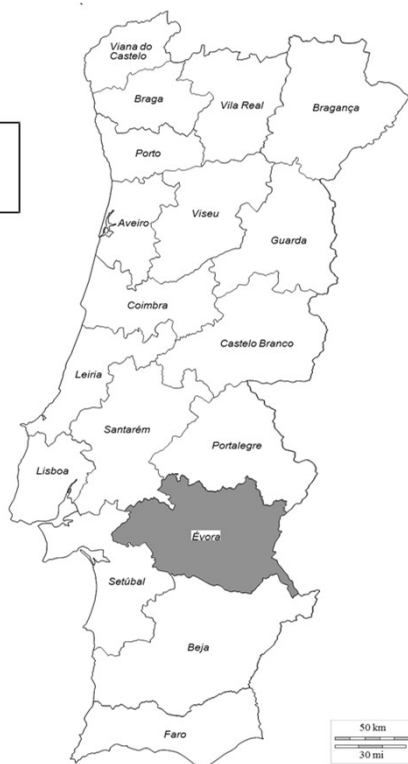 Viana do
Castelo
Braga
Vila Real
Bragança
Porto
Aveiro
Viseu
Guarda
Coimbra
Castelo Branco
Leiria
Santarém
Portalegre
Lisboa
Évora
Setúbal
Beja
Faro
50 km
30 mi